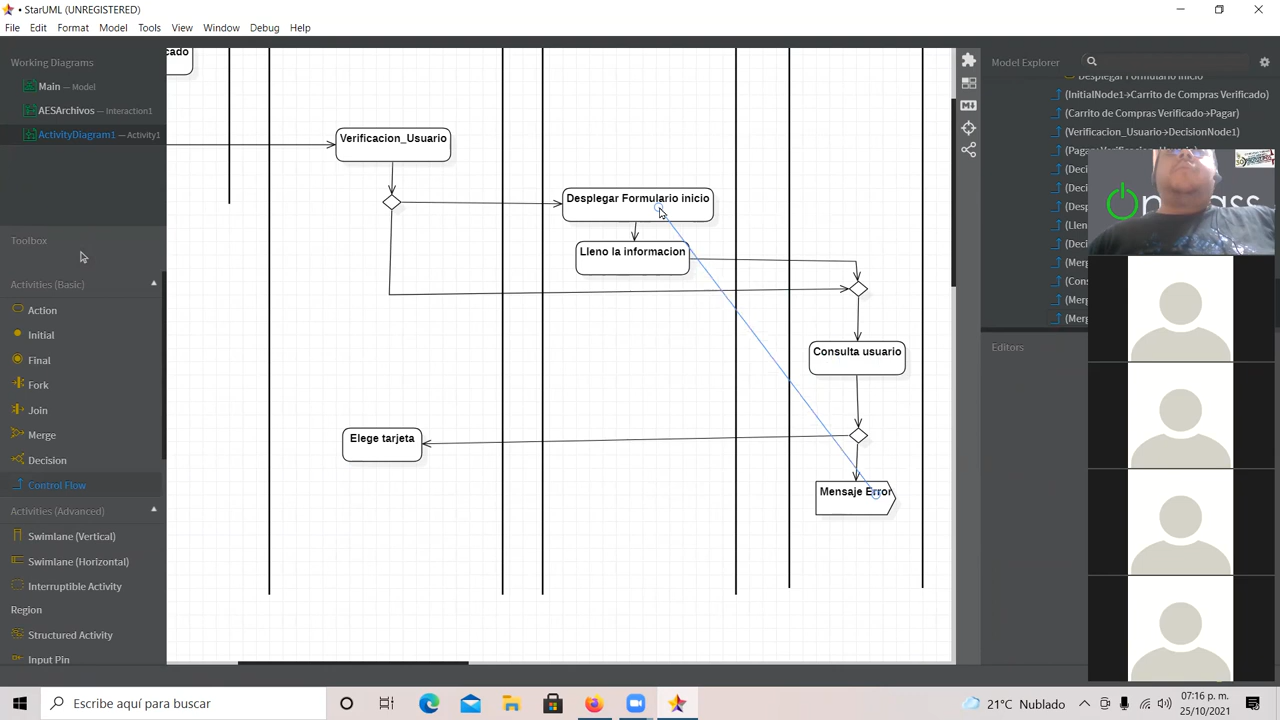 • StarUML (UNREGISTERED)
File Edit Format Model Tools View Window Debug Help
Working Diagrams
Main — Model
AESArchivos — Interaction1
ActivityDiagram1 — Activity1
Toolbox
Activities (Basic)
Action
Initial
Final
Fork
Join
Merge
Decision
Control Flow
Activities (Advanced)
Swimlane (Vertical)
Swimlane (Horizontal)
Interruptible Activity
Region
Structured Activity
Input Pin
Verificacion_Usuario
Desplegar Formulario inicio
Lleno la informacion
Consulta usuario
Elege tarjeta
Mensaje Error
Model Explorer
Desplegar Formulario inicio
(InitialNode1→Carrito de Compras Verificado)
(Carrito de Compras Verificado→Pagar)
(Verificacion_Usuario→DecisionNode1)
Editors
Escribe aquí para buscar
21°C Nublado
07:16 p. m.
25/10/2021